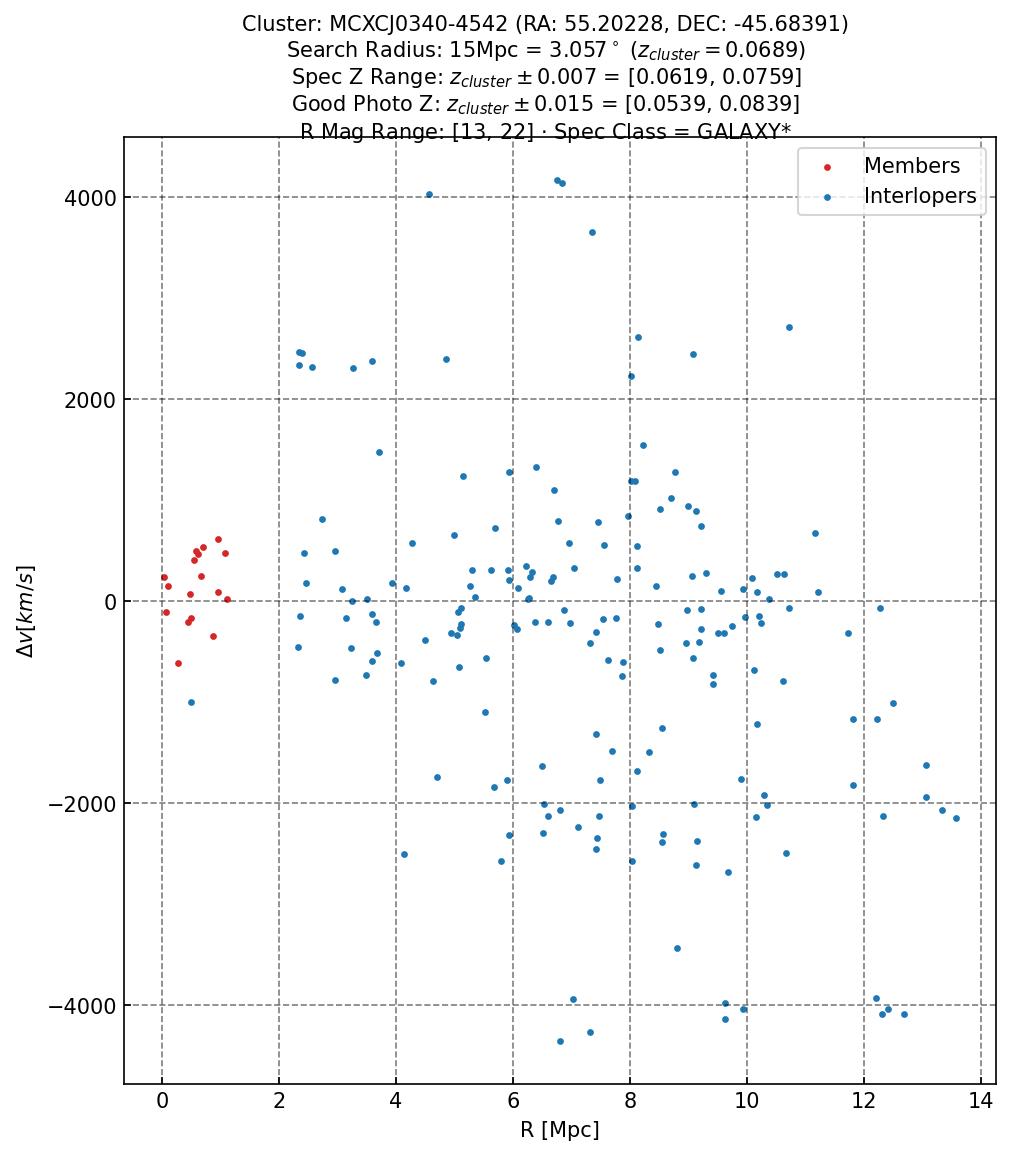 Cluster: MCXCJ0340-4542 (RA: 55.20228, DEC: -45.68391)
Search Radius: 15Mpc = 3.057° (z_cluster = 0.0689)
Spec Z Range: z_cluster ± 0.007 = [0.0619, 0.0759]
Good Photo Z: z_cluster ± 0.015 = [0.0539, 0.0839]
R Mag Range: [13, 22] · Spec Class = GALAXY*
Members
Interlopers
4000
2000
0
−2000
−4000
Δv[km/s]
0 2 4 6 8 10 12 14
R [Mpc]